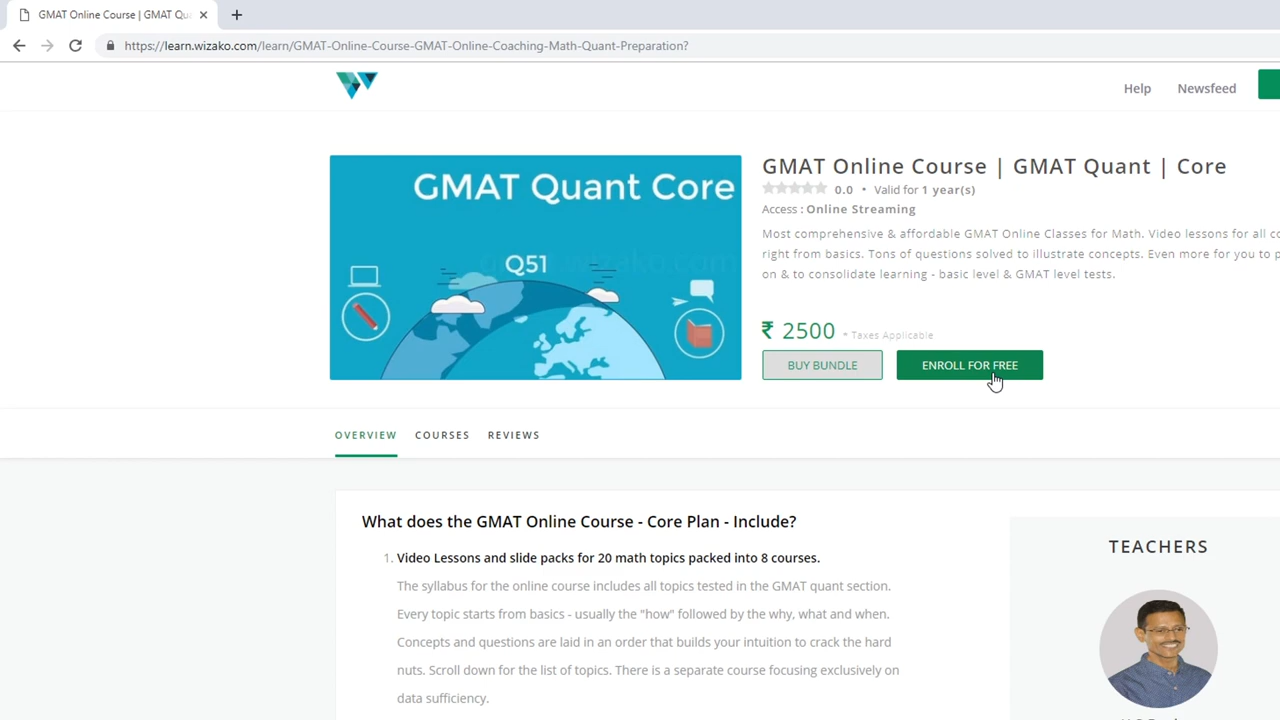 GMAT Online Course | GMAT Qu
https://learn.wizako.com/learn/GMAT-Online-Course-GMAT-Online-Coaching-Math-Quant-Preparation?
Help Newsfeed
GMAT Quant Core
Q51
GMAT Online Course | GMAT Quant | Core
0.0 • Valid for 1 year(s)
Access : Online Streaming
Most comprehensive & affordable GMAT Online Classes for Math. Video lessons for all co
right from basics. Tons of questions solved to illustrate concepts. Even more for you to p
on & to consolidate learning - basic level & GMAT level tests.
₹ 2500 * Taxes Applicable
BUY BUNDLE ENROLL FOR FREE
OVERVIEW COURSES REVIEWS
What does the GMAT Online Course - Core Plan - Include?
1. Video Lessons and slide packs for 20 math topics packed into 8 courses.
The syllabus for the online course includes all topics tested in the GMAT quant section.
Every topic starts from basics - usually the "how" followed by the why, what and when.
Concepts and questions are laid in an order that builds your intuition to crack the hard
nuts. Scroll down for the list of topics. There is a separate course focusing exclusively on
data sufficiency.
TEACHERS